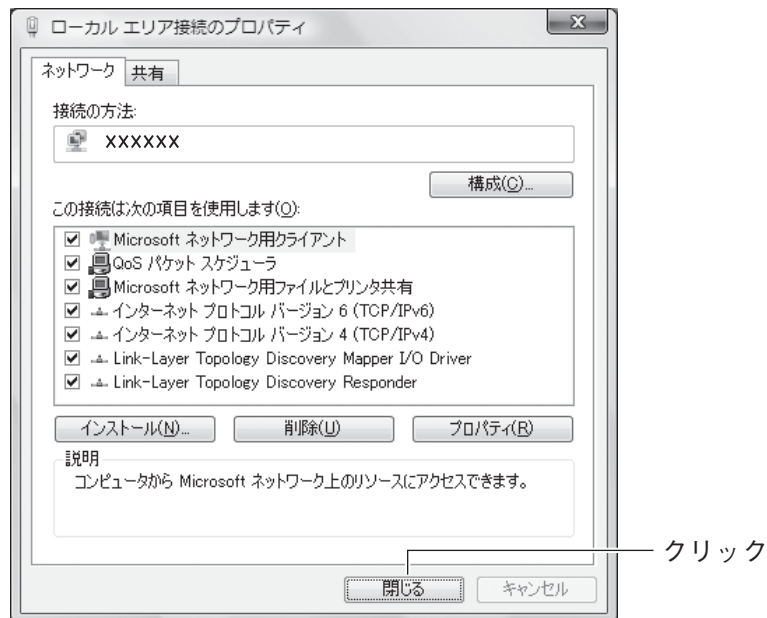 ローカル エリア接続のプロパティ
ネットワーク 共有
接続の方法:
XXXXXX
構成(C)...
この接続は次の項目を使用します(O):
Microsoft ネットワーク用クライアント
QoS パケット スケジューラ
Microsoft ネットワーク用ファイルとプリンタ共有
インターネット プロトコル バージョン 6 (TCP/IPv6)
インターネット プロトコル バージョン 4 (TCP/IPv4)
Link-Layer Topology Discovery Mapper I/O Driver
Link-Layer Topology Discovery Responder
インストール(N)... 削除(U) プロパティ(R)
説明
コンピュータから Microsoft ネットワーク上のリソースにアクセスできます。
クリック
閉じる キャンセル